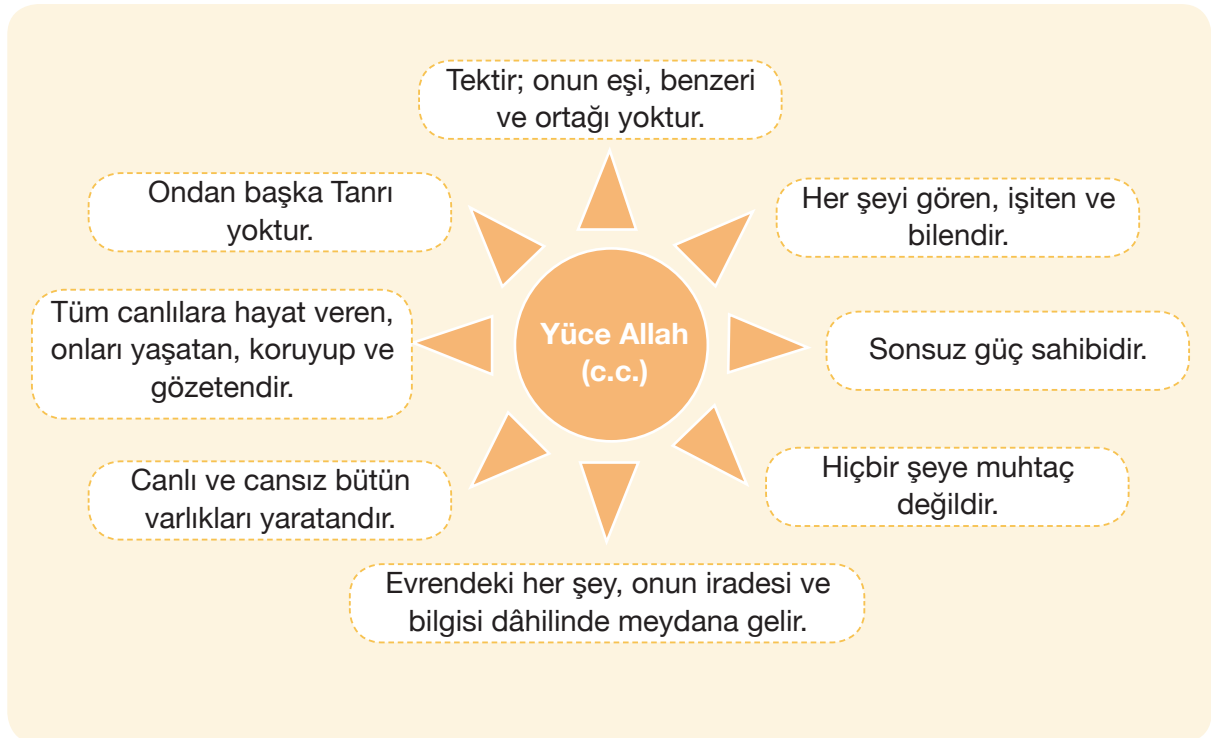 Tektir; onun eşi, benzeri
ve ortağı yoktur.
Ondan başka Tanrı
yoktur.
Her şeyi gören, işiten ve
bilendir.
Tüm canlılara hayat veren,
onları yaşatan, koruyup ve
gözetendir.
Yüce Allah
(c.c.)
Sonsuz güç sahibidir.
Canlı ve cansız bütün
varlıkları yaratandır.
Hiçbir şeye muhtaç
değildir.
Evrendeki her şey, onun iradesi ve
bilgisi dâhilinde meydana gelir.